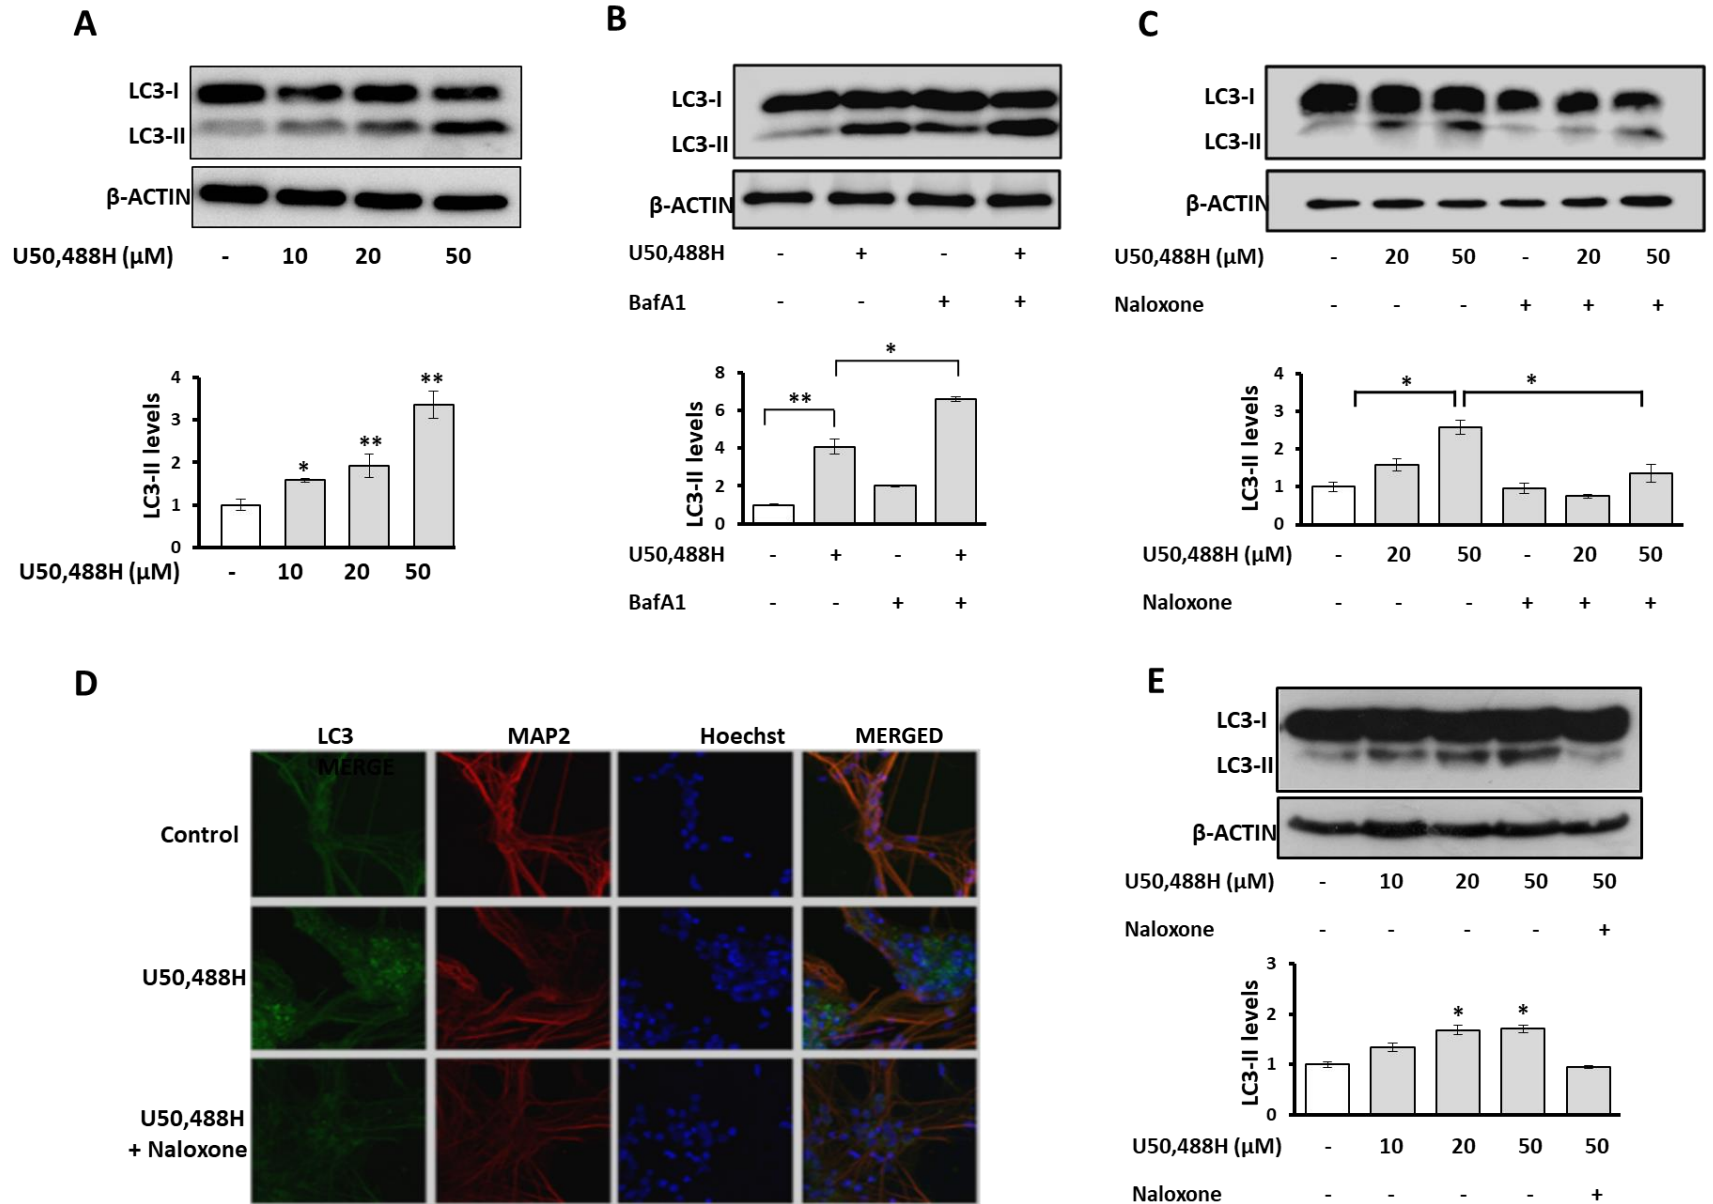 A
LC3-I
LC3-II
β-ACTIN
U50,488H (μM) - 10 20 50
4
3
2
1
0
LC3-II levels
* ** **
U50,488H (μM) - 10 20 50
B
LC3-I
LC3-II
β-ACTIN
U50,488H - + - +
BafA1 - - + +
8
6
4
2
0
LC3-II levels
** *
U50,488H - + - +
BafA1 - - + +
C
LC3-I
LC3-II
β-ACTIN
U50,488H (μM) - 20 50 - 20 50
Naloxone - - - + + +
4
3
2
1
0
LC3-II levels
* *
U50,488H (μM) - 20 50 - 20 50
Naloxone - - - + + +
D
LC3 MAP2 Hoechst MERGED
MERGE
Control
U50,488H
U50,488H
+ Naloxone
E
LC3-I
LC3-II
β-ACTIN
U50,488H (μM) - 10 20 50 50
Naloxone - - - - +
3
2
1
0
LC3-II levels
* *
U50,488H (μM) - 10 20 50 50
Naloxone - - - - +